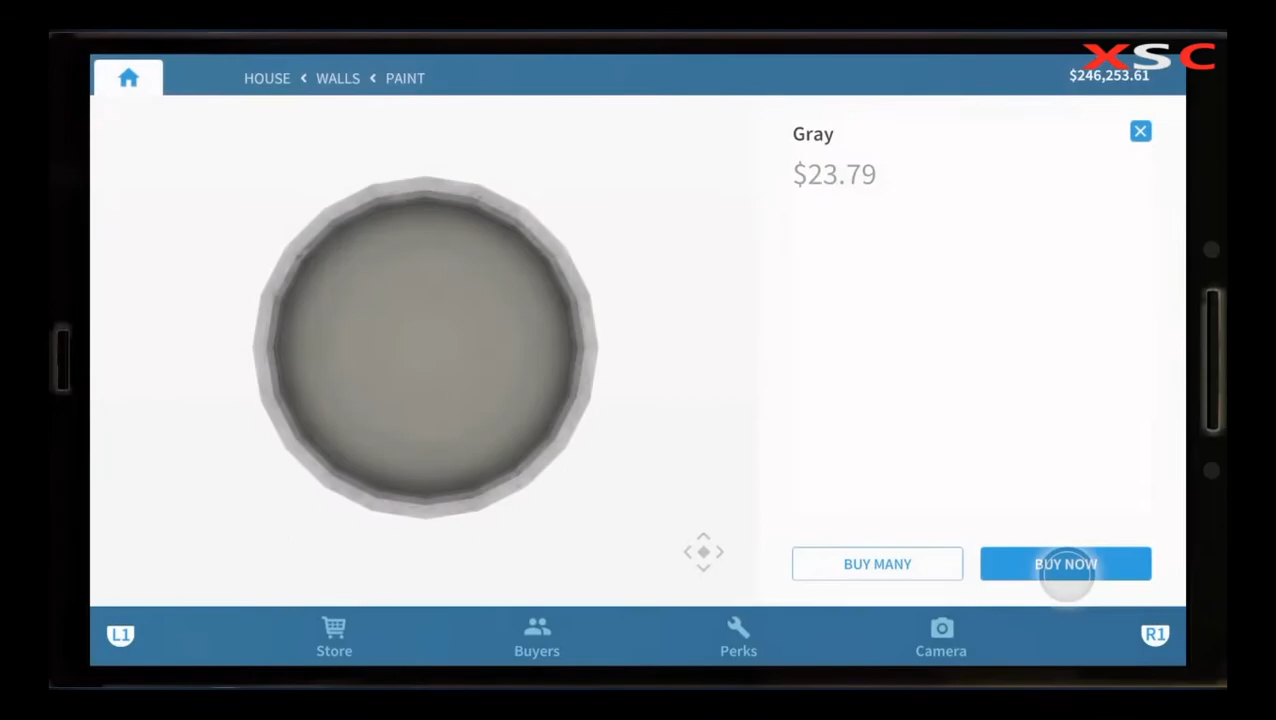 XSC
HOUSE < WALLS < PAINT
$246,253.61
Gray
$23.79
BUY MANY
BUY NOW
L1
Store
Buyers
Perks
Camera
R1